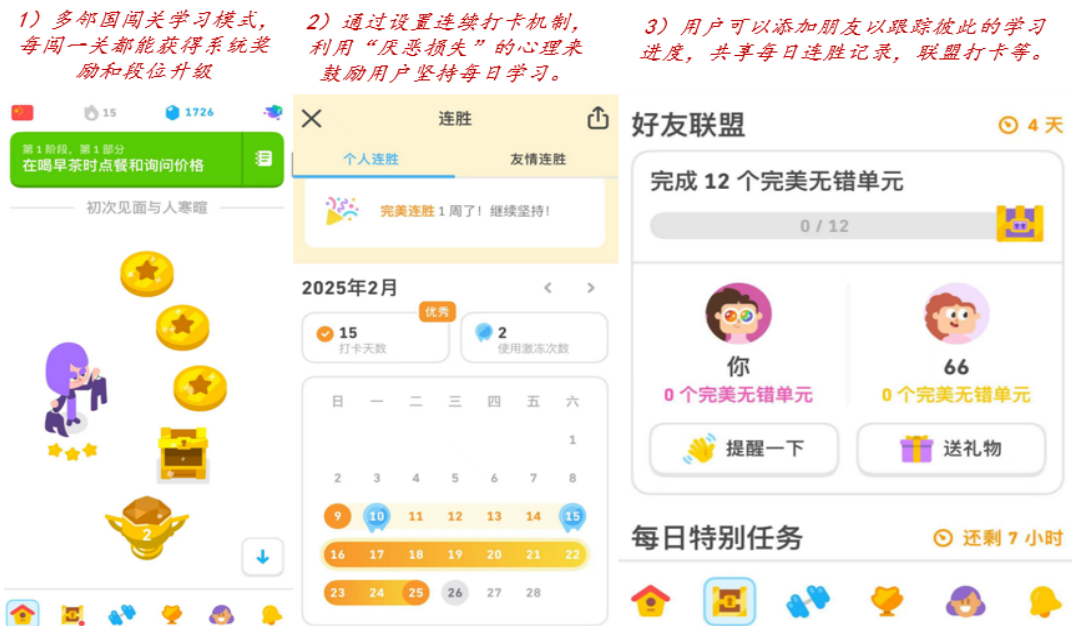 1）多邻国闯关学习模式，
每闯一关都能获得系统奖
励和段位升级
2）通过设置连续打卡机制，
利用“厌恶损失”的心理来
鼓励用户坚持每日学习。
3）用户可以添加朋友以跟踪彼此的学习
进度，共享每日连胜记录，联盟打卡等。
15
1726
第1阶段，第1部分
在喝早茶时点餐和询问价格
初次见面与人寒暄
2
连胜
个人连胜
友情连胜
完美连胜1周了！继续坚持！
2025年2月
优秀
15
打卡天数
2
使用激冻次数
日 一 二 三 四 五 六
1
2 3 4 5 6 7 8
9 10 11 12 13 14 15
16 17 18 19 20 21 22
23 24 25 26 27 28
好友联盟
4 天
完成 12 个完美无错单元
0 / 12
你
66
0 个完美无错单元
0 个完美无错单元
提醒一下
送礼物
每日特别任务
还剩 7 小时